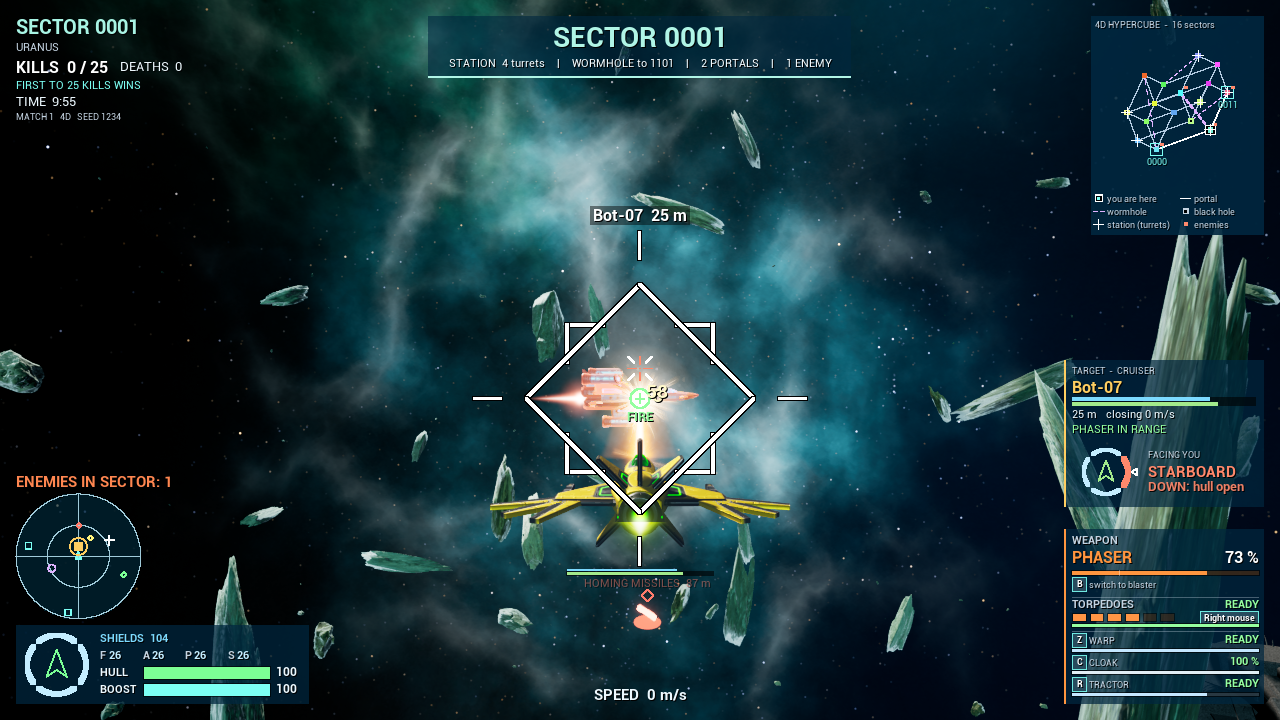 SECTOR 0001
URANUS
KILLS 0 / 25 DEATHS 0
FIRST TO 25 KILLS WINS
TIME 9:55
MATCH 1 4D SEED 1234
SECTOR 0001
STATION 4 turrets | WORMHOLE to 1101 | 2 PORTALS | 1 ENEMY
4D HYPERCUBE - 16 sectors
0011
0000
you are here
portal
wormhole
black hole
station (turrets)
enemies
Bot-07 25 m
58
FIRE
TARGET - CRUISER
Bot-07
25 m closing 0 m/s
PHASER IN RANGE
FACING YOU
STARBOARD
DOWN: hull open
ENEMIES IN SECTOR: 1
HOMING MISSILES 97 m
WEAPON
PHASER 73 %
B switch to blaster
TORPEDOES READY
Right mouse
Z WARP READY
C CLOAK 100 %
R TRACTOR READY
SHIELDS 104
F 26 A 26 P 26 S 26
HULL 100
BOOST 100
SPEED 0 m/s